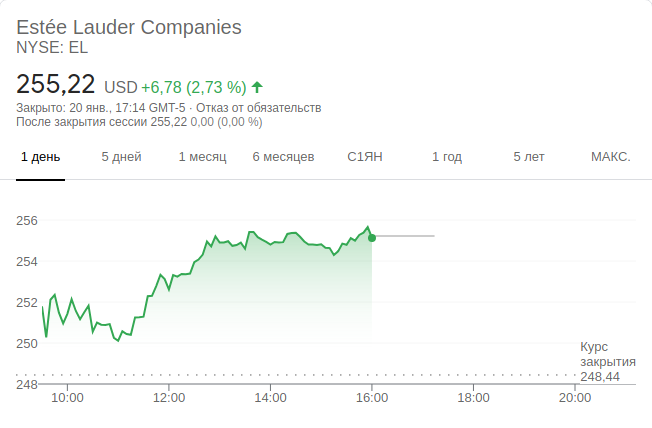 Estée Lauder Companies
NYSE: EL
255,22 USD +6,78 (2,73 %)
Закрыто: 20 янв., 17:14 GMT-5 · Отказ от обязательств
После закрытия сессии 255,22 0,00 (0,00 %)
1 день 5 дней 1 месяц 6 месяцев С1ЯН 1 год 5 лет МАКС.
256
254
252
250
248
Курс
закрытия
248,44
10:00 12:00 14:00 16:00 18:00 20:00